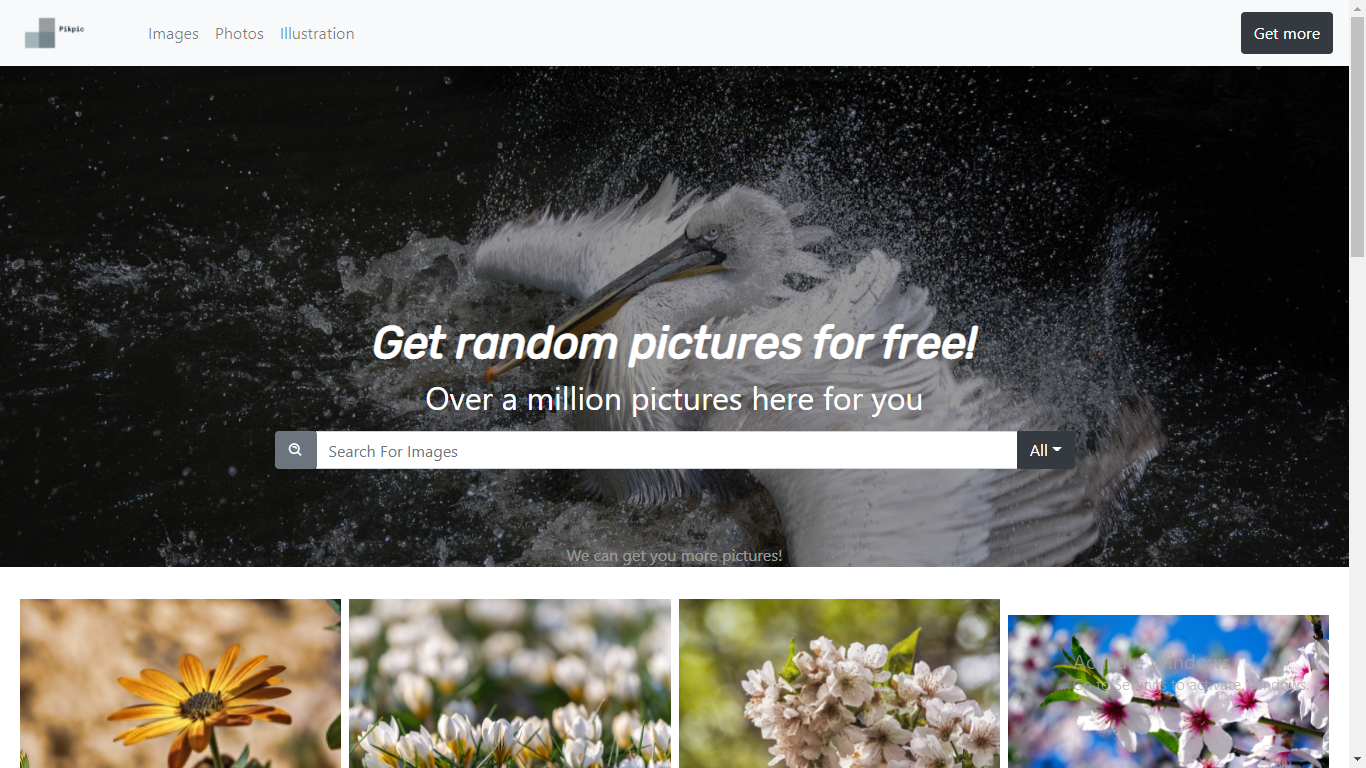 Pikpic
Images Photos Illustration
Get more
Get random pictures for free!
Over a million pictures here for you
Search For Images
All
We can get you more pictures!
Activate Windows
Go to Settings to activate Windows.